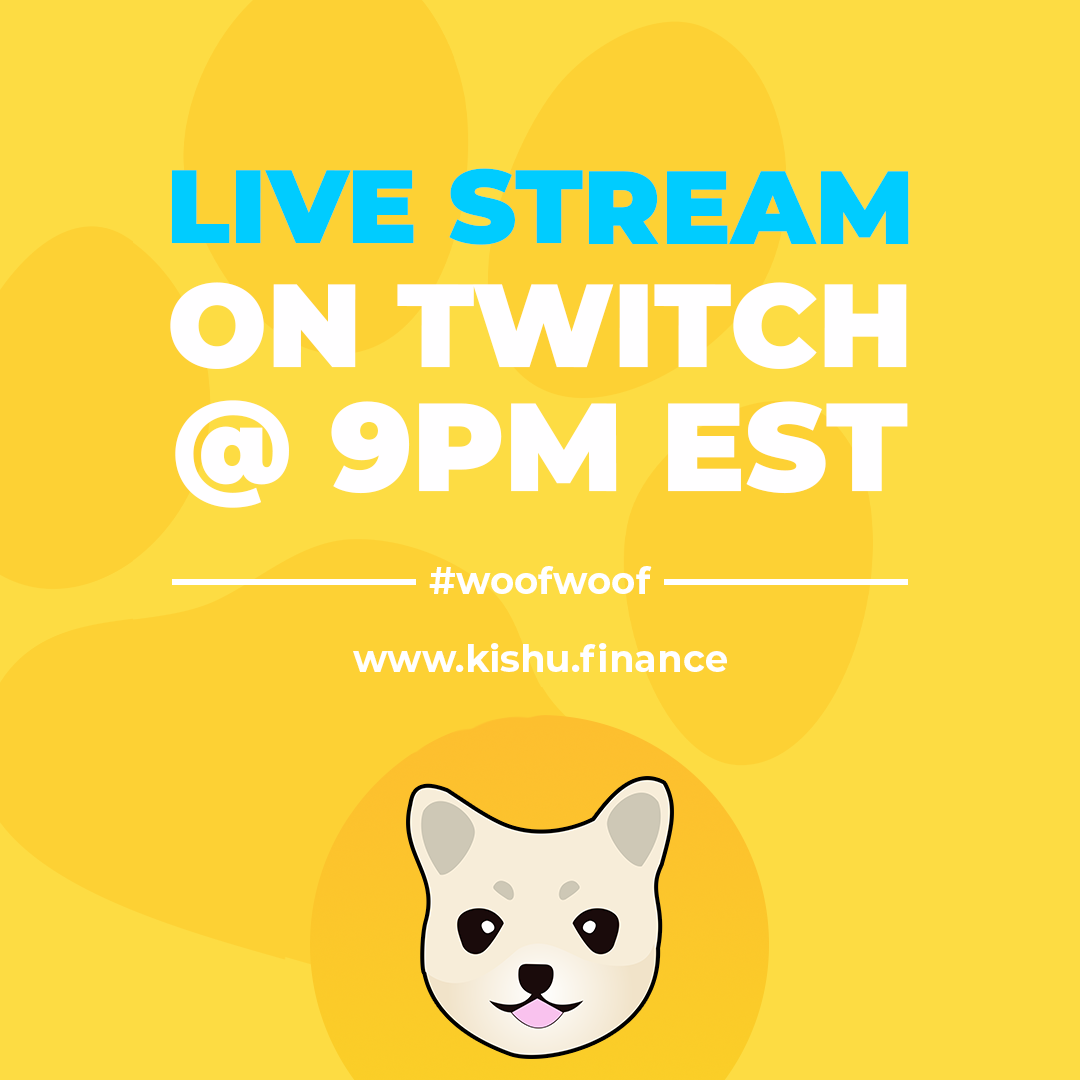 LIVE STREAM
ON TWITCH
@ 9PM EST
#woofwoof
www.kishu.finance